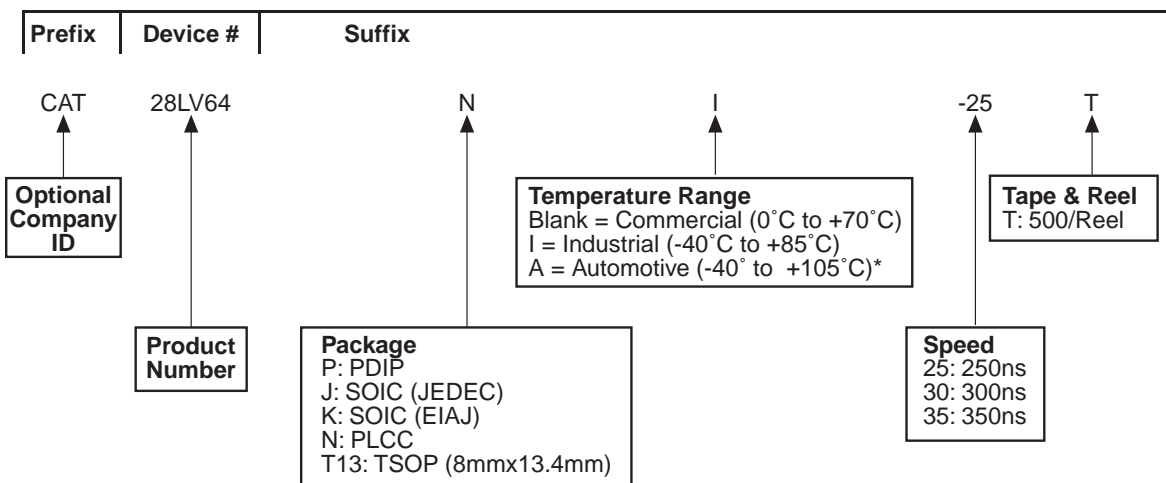 Prefix Device # Suffix
CAT 28LV64 N I -25 T
Optional
Company
ID
Temperature Range
Blank = Commercial (0˚C to +70˚C)
I = Industrial (-40˚C to +85˚C)
A = Automotive (-40˚ to +105˚C)*
Tape & Reel
T: 500/Reel
Product
Number
Package
P: PDIP
J: SOIC (JEDEC)
K: SOIC (EIAJ)
N: PLCC
T13: TSOP (8mmx13.4mm)
Speed
25: 250ns
30: 300ns
35: 350ns